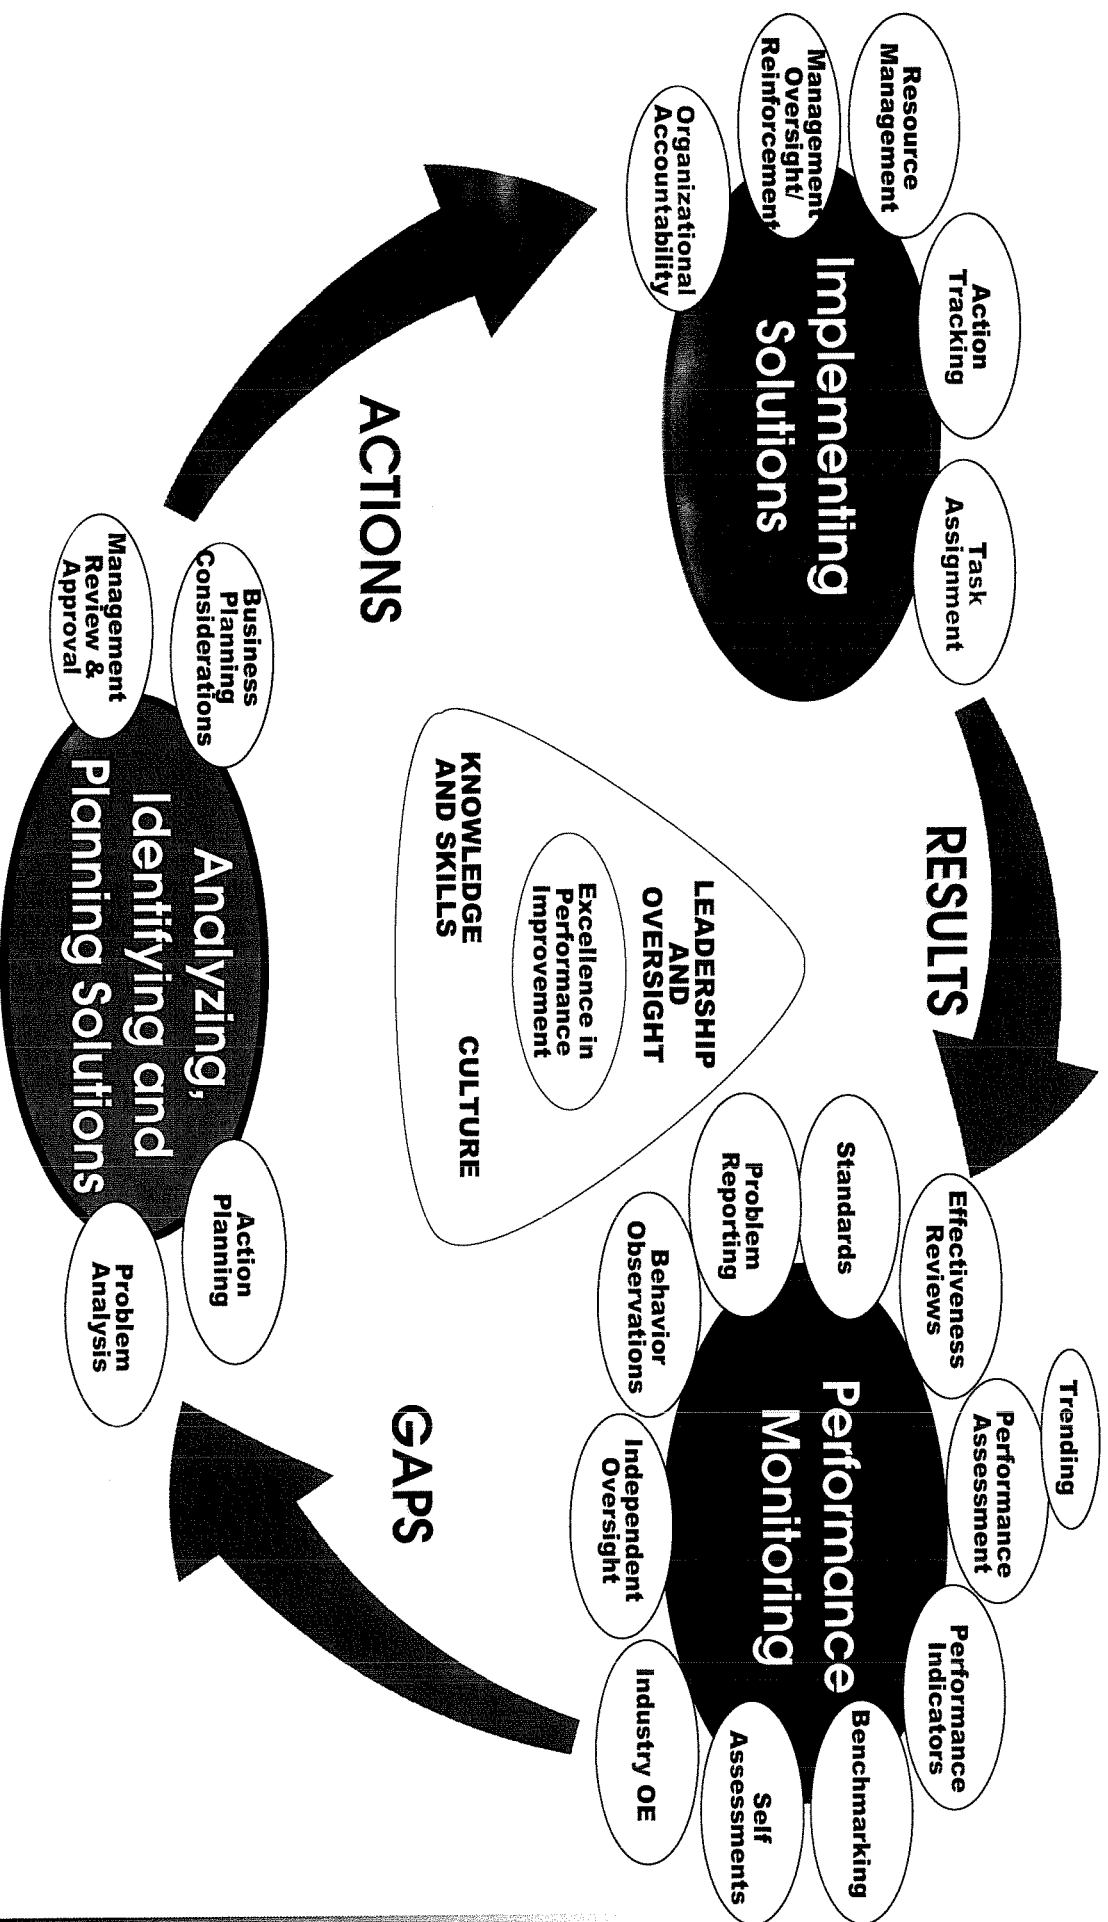 Resource
Management
Action
Tracking
Task
Assignment
Management
Oversight/
Reinforcement
Organizational
Accountability
Implementing
Solutions
RESULTS
Trending
Effectiveness
Reviews
Performance
Assessment
Performance
Indicators
Standards
Benchmarking
Problem
Reporting
Performance
Monitoring
Self
Assessments
Behavior
Observations
Independent
Oversight
Industry OE
LEADERSHIP
AND
OVERSIGHT
Excellence in
Performance
Improvement
KNOWLEDGE
AND SKILLS
CULTURE
ACTIONS
GAPS
Business
Planning
Considerations
Management
Review &
Approval
Analyzing,
Identifying and
Planning Solutions
Action
Planning
Problem
Analysis